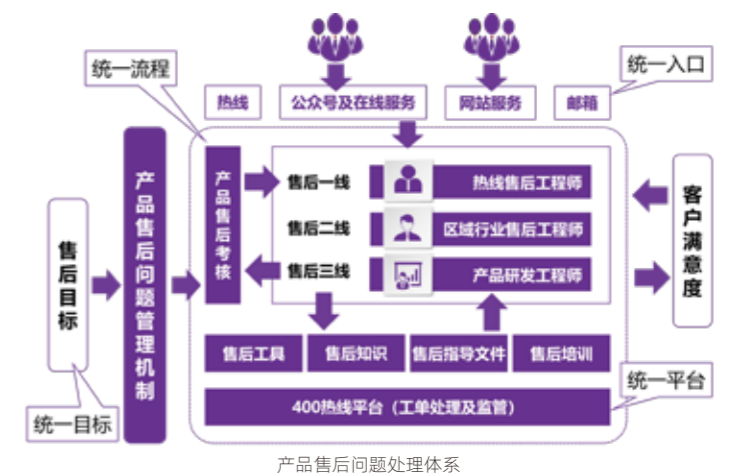 统一流程
统一入口
热线
公众号及在线服务
网站服务
邮箱
售后目标
产品售后问题管理机制
产品售后考核
售后一线
热线售后工程师
售后二线
区域行业售后工程师
售后三线
产品研发工程师
客户满意度
售后工具
售后知识
售后指导文件
售后培训
400热线平台（工单处理及监管）
统一平台
统一目标
产品售后问题处理体系